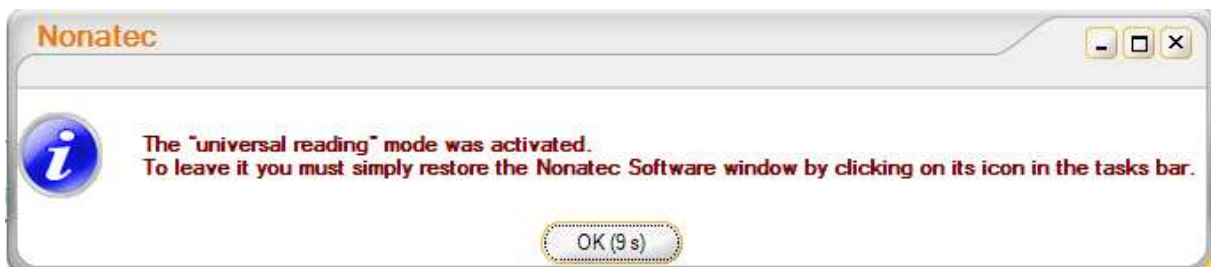 Nonatec
The "universal reading" mode was activated.
To leave it you must simply restore the Nonatec Software window by clicking on its icon in the tasks bar.
OK (9 s)